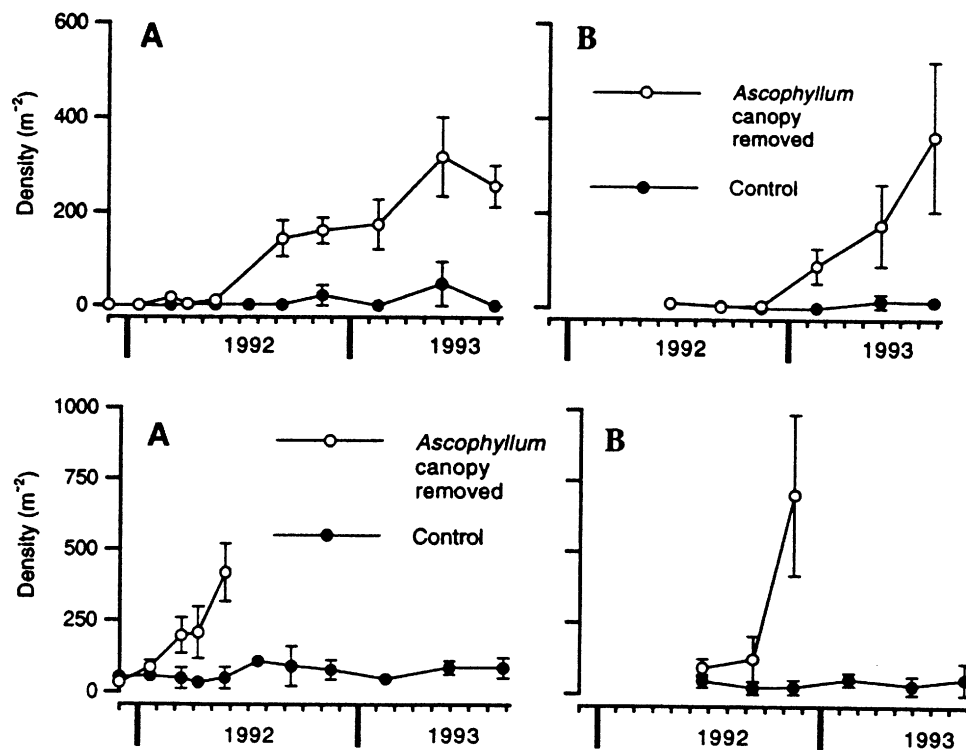 600
400
200
0
Density (m⁻²)
A
1992
1993
B
Ascophyllum
canopy
removed
Control
1992
1993
1000
750
500
250
0
Density (m⁻²)
A
Ascophyllum
canopy
removed
Control
1992
1993
B
1992
1993